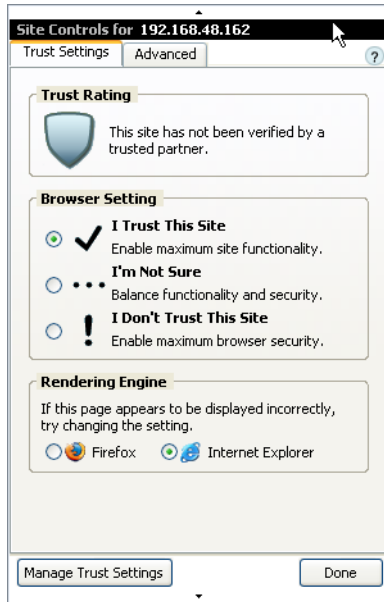 Site Controls for 192.168.48.162
Trust Settings
Advanced
?
Trust Rating
This site has not been verified by a
trusted partner.
Browser Setting
I Trust This Site
Enable maximum site functionality.
I'm Not Sure
Balance functionality and security.
I Don't Trust This Site
Enable maximum browser security.
Rendering Engine
If this page appears to be displayed incorrectly,
try changing the setting.
Firefox
Internet Explorer
Manage Trust Settings
Done